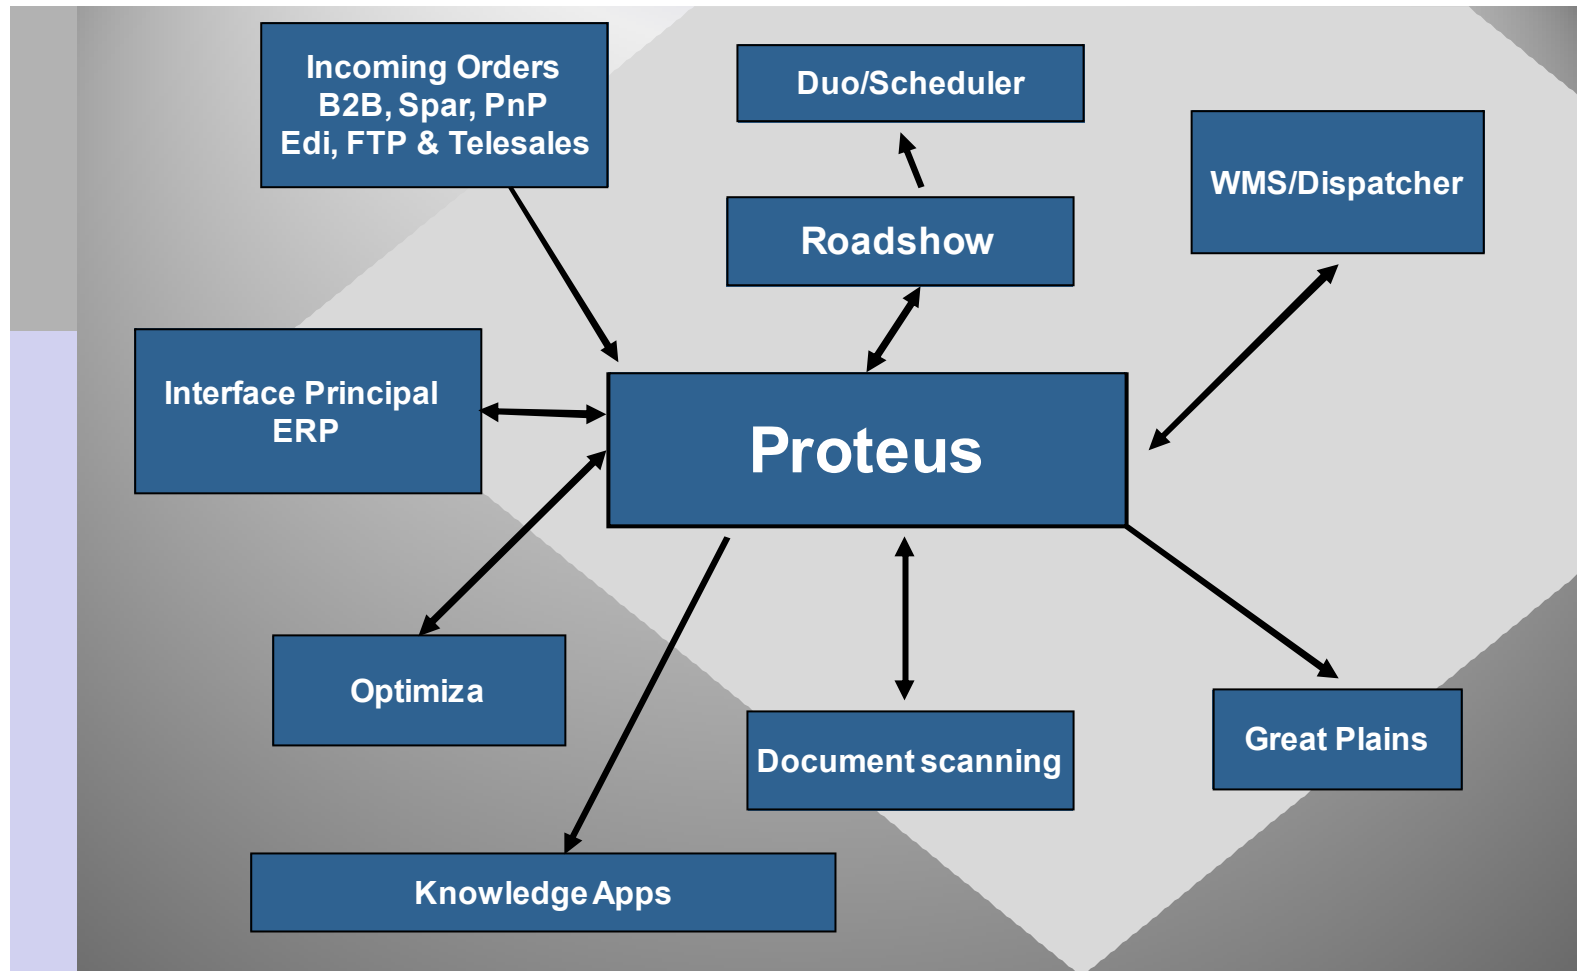 Incoming Orders
B2B, Spar, PnP
Edi, FTP & Telesales
Duo/Scheduler
WMS/Dispatcher
Roadshow
Interface Principal
ERP
Proteus
Optimiza
Document scanning
Great Plains
Knowledge Apps